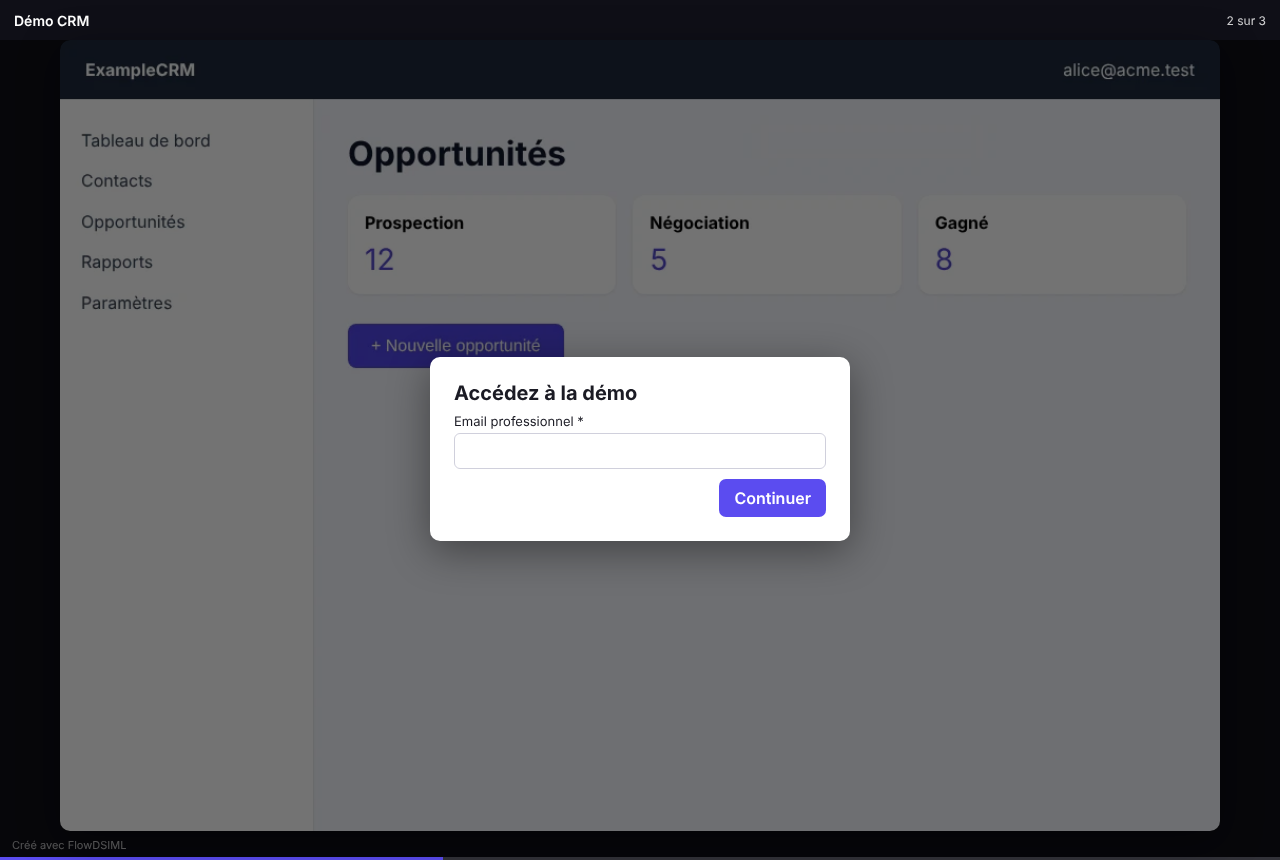 Démo CRM
2 sur 3
ExampleCRM
alice@acme.test
Tableau de bord
Contacts
Opportunités
Rapports
Paramètres
Opportunités
Prospection
12
Négociation
5
Gagné
8
+ Nouvelle opportunité
Accédez à la démo
Email professionnel *
Continuer
Créé avec FlowDSIML